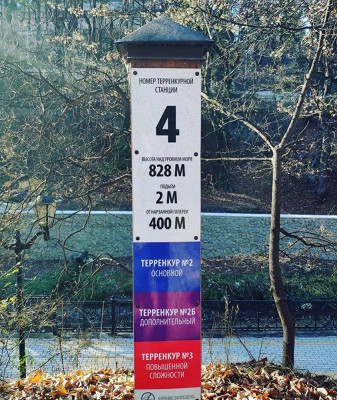 НОМЕР ТЕРРЕНКУРНОЙ
СТАНЦИИ
4
ВЫСОТА НАД УРОВНЕМ МОРЯ
828 М
ПОДЪЕМ
2 М
ОТ НАРЗАННОЙ ГАЛЕРЕИ
400 М
ТЕРРЕНКУР №2
ОСНОВНОЙ
ТЕРРЕНКУР №2Б
ДОПОЛНИТЕЛЬНЫЙ
ТЕРРЕНКУР №3
ПОВЫШЕННОЙ
СЛОЖНОСТИ